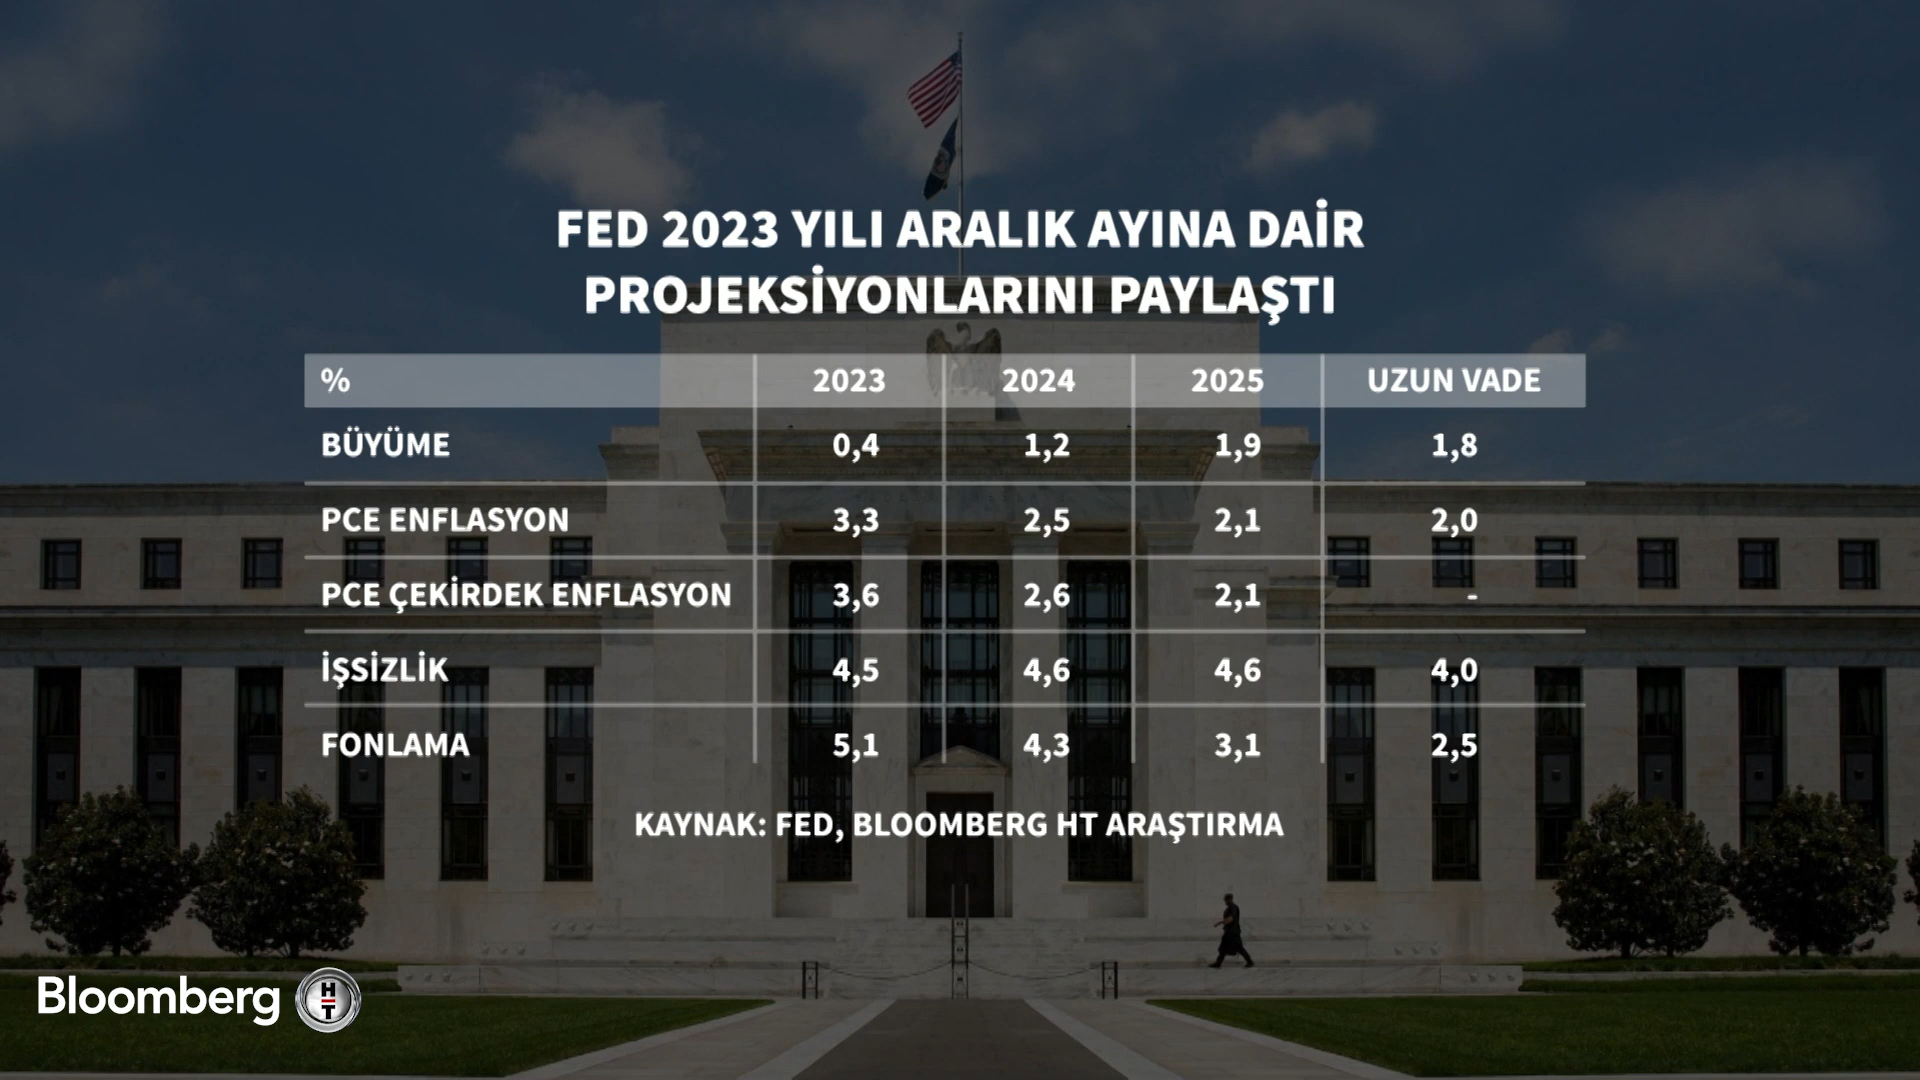 FED 2023 YILI ARALIK AYINA DAİR
PROJEKSİYONLARINI PAYLAŞTI
% 2023 2024 2025 UZUN VADE
BÜYÜME 0,4 1,2 1,9 1,8
PCE ENFLASYON 3,3 2,5 2,1 2,0
PCE ÇEKİRDEK ENFLASYON 3,6 2,6 2,1 -
İŞSİZLİK 4,5 4,6 4,6 4,0
FONLAMA 5,1 4,3 3,1 2,5
KAYNAK: FED, BLOOMBERG HT ARAŞTIRMA
Bloomberg HT